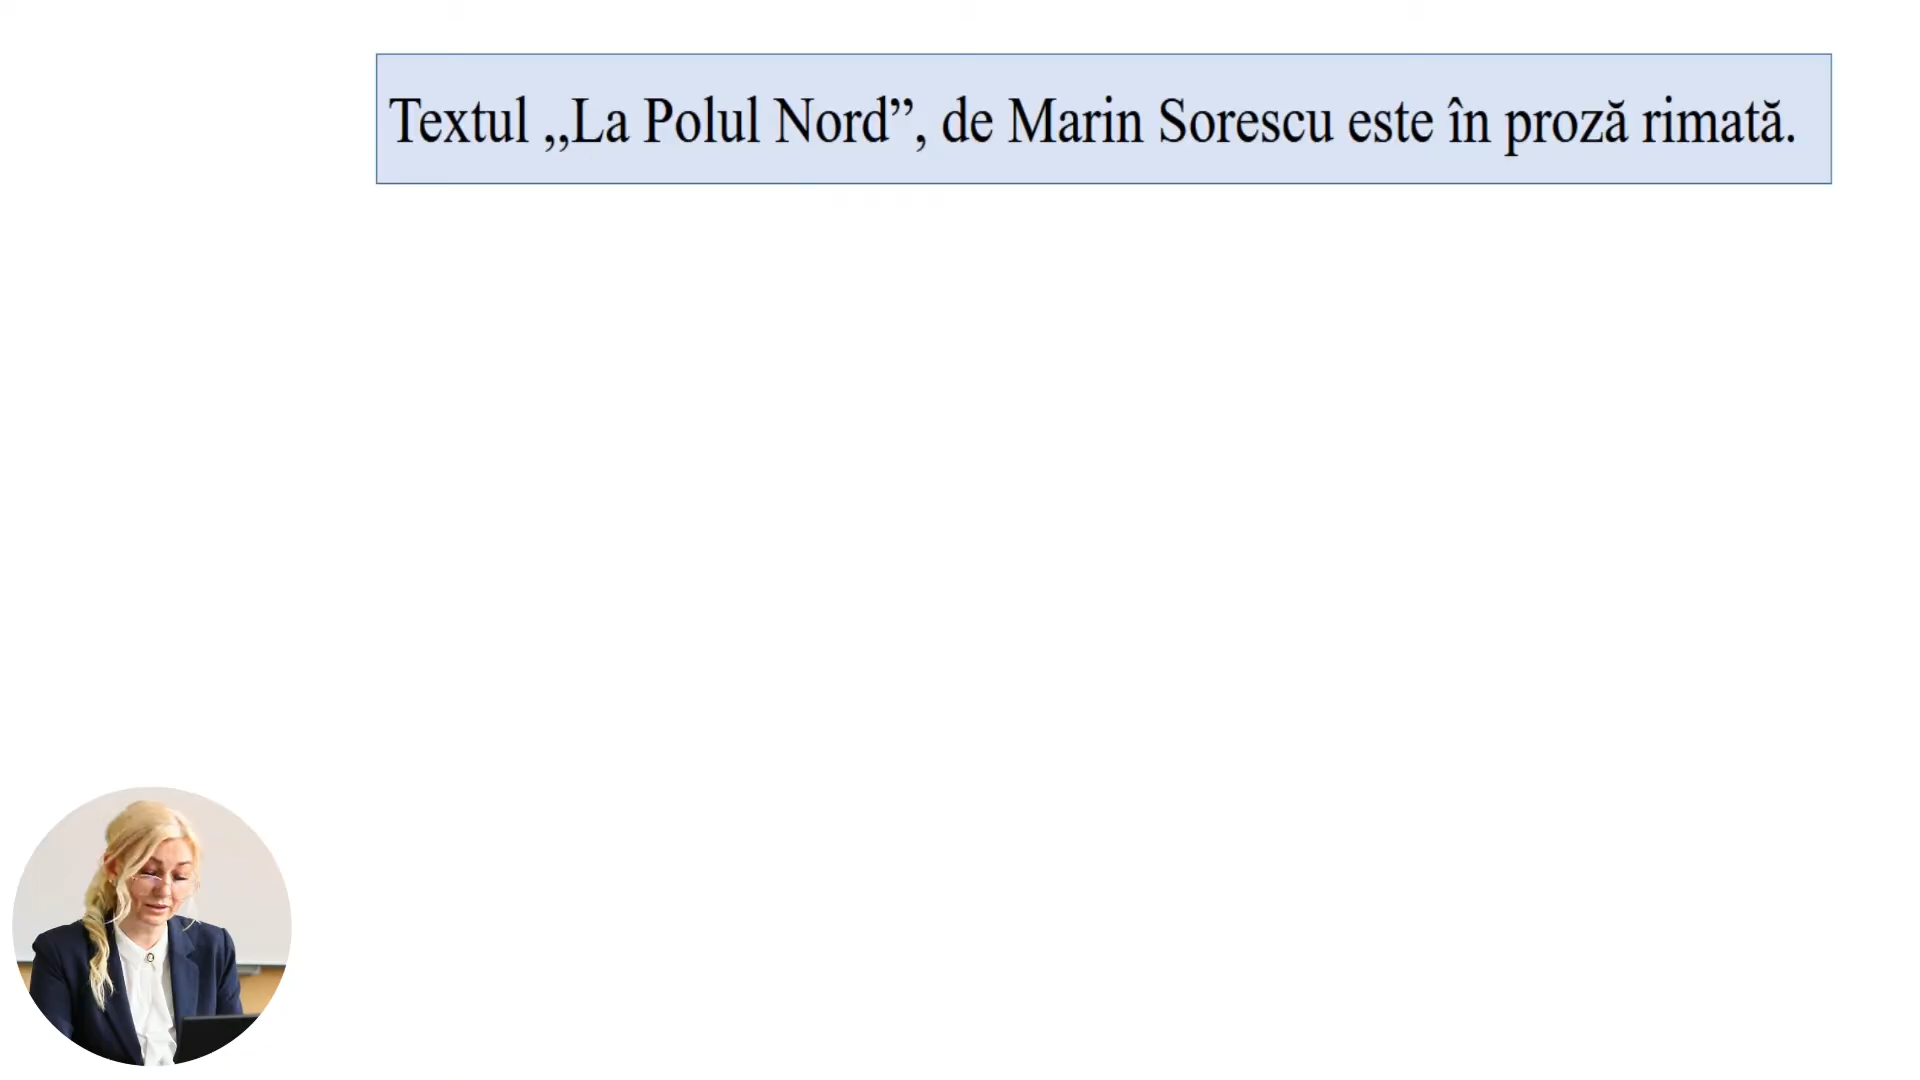 Textul ,,La Polul Nord”, de Marin Sorescu este în proză rimată.